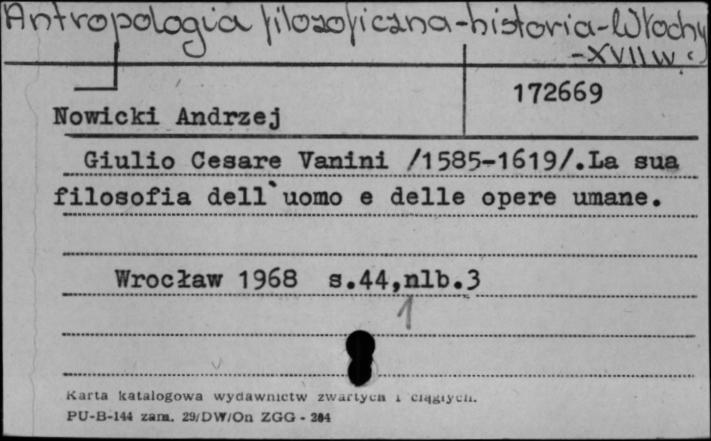 Antropologia filozoficzna-historia-Włochy
-XVII w.
172669
Nowicki Andrzej
Giulio Cesare Vanini /1585-1619/.La sua
filosofia dell`uomo e delle opere umane.
Wrocław 1968 s.44,nlb.3
1
Karta katalogowa wydawnictw zwartych i ciągłych.
PU-B-144 zam. 29/DW/On ZGG - 204